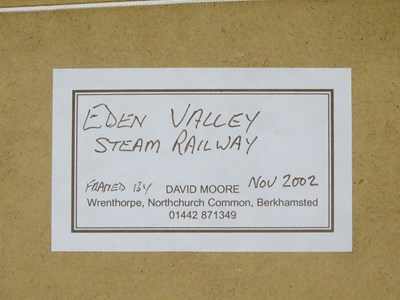 EDEN VALLEY
STEAM RAILWAY
FRAMED BY DAVID MOORE NOV 2002
Wrenthorpe, Northchurch Common, Berkhamsted
01442 871349